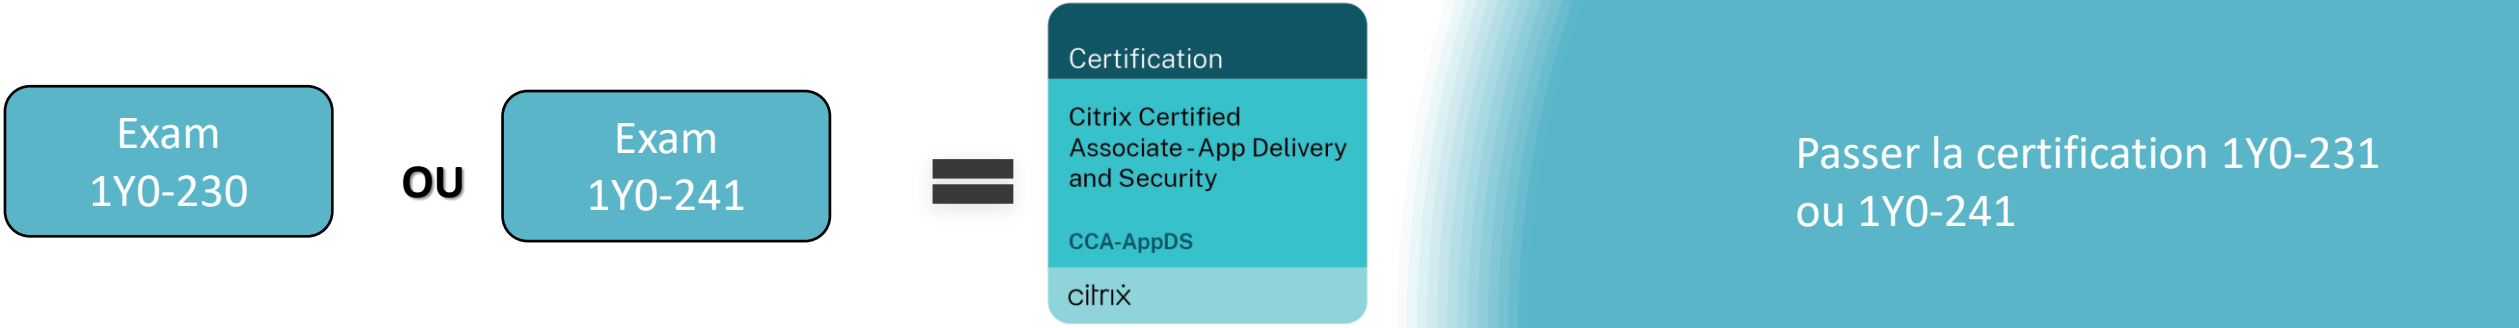 Exam
1Y0-230
OU
Exam
1Y0-241
Certification
Citrix Certified
Associate - App Delivery
and Security
CCA-AppDS
citrix
Passer la certification 1Y0-231
ou 1Y0-241